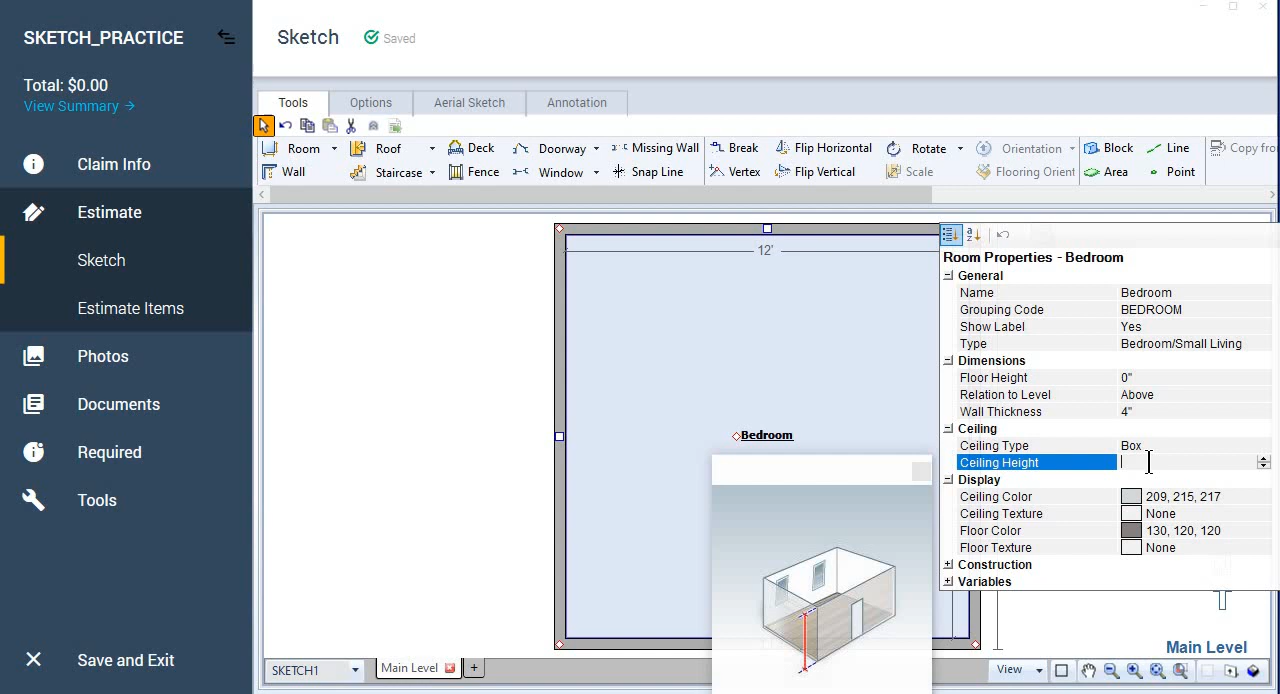 SKETCH_PRACTICE
Total: $0.00
View Summary →
Claim Info
Estimate
Sketch
Estimate Items
Photos
Documents
Required
Tools
Save and Exit
Sketch
Saved
Tools
Options
Aerial Sketch
Annotation
Room
Roof
Deck
Doorway
Missing Wall
Break
Flip Horizontal
Rotate
Orientation
Block
Line
Copy fro
Wall
Staircase
Fence
Window
Snap Line
Vertex
Flip Vertical
Scale
Flooring Orient
Area
Point
12'
Bedroom
Room Properties - Bedroom
General
Name Bedroom
Grouping Code BEDROOM
Show Label Yes
Type Bedroom/Small Living
Dimensions
Floor Height 0"
Relation to Level Above
Wall Thickness 4"
Ceiling
Ceiling Type Box
Ceiling Height
Display
Ceiling Color 209, 215, 217
Ceiling Texture None
Floor Color 130, 120, 120
Floor Texture None
Construction
Variables
Main Level
SKETCH1
Main Level
+
View